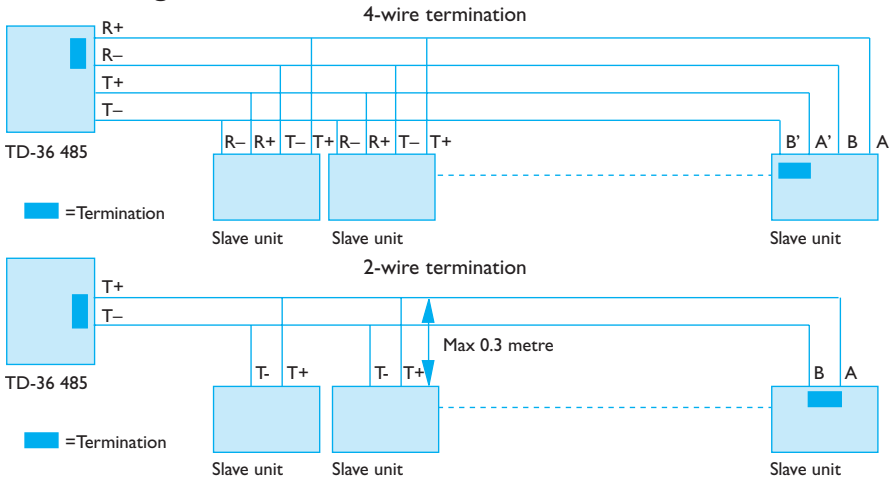 4-wire termination
R+
R–
T+
T–
R– R+ T– T+ R– R+ T– T+
B' A' B A
TD-36 485
=Termination
Slave unit
Slave unit
Slave unit
2-wire termination
T+
T–
Max 0.3 metre
T- T+ T- T+
B A
TD-36 485
=Termination
Slave unit
Slave unit
Slave unit